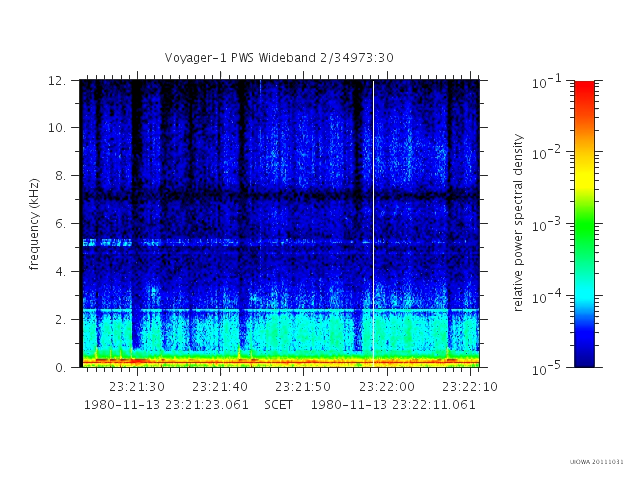 Voyager-1 PWS Wideband 2/34973:30
12.
10.
8.
6.
4.
2.
0.
frequency (kHz)
23:21:30 23:21:40 23:21:50 23:22:00 23:22:10
1980-11-13 23:21:23.061 SCET 1980-11-13 23:22:11.061
10^-1
10^-2
10^-3
10^-4
10^-5
relative power spectral density
UIOWA 20111031